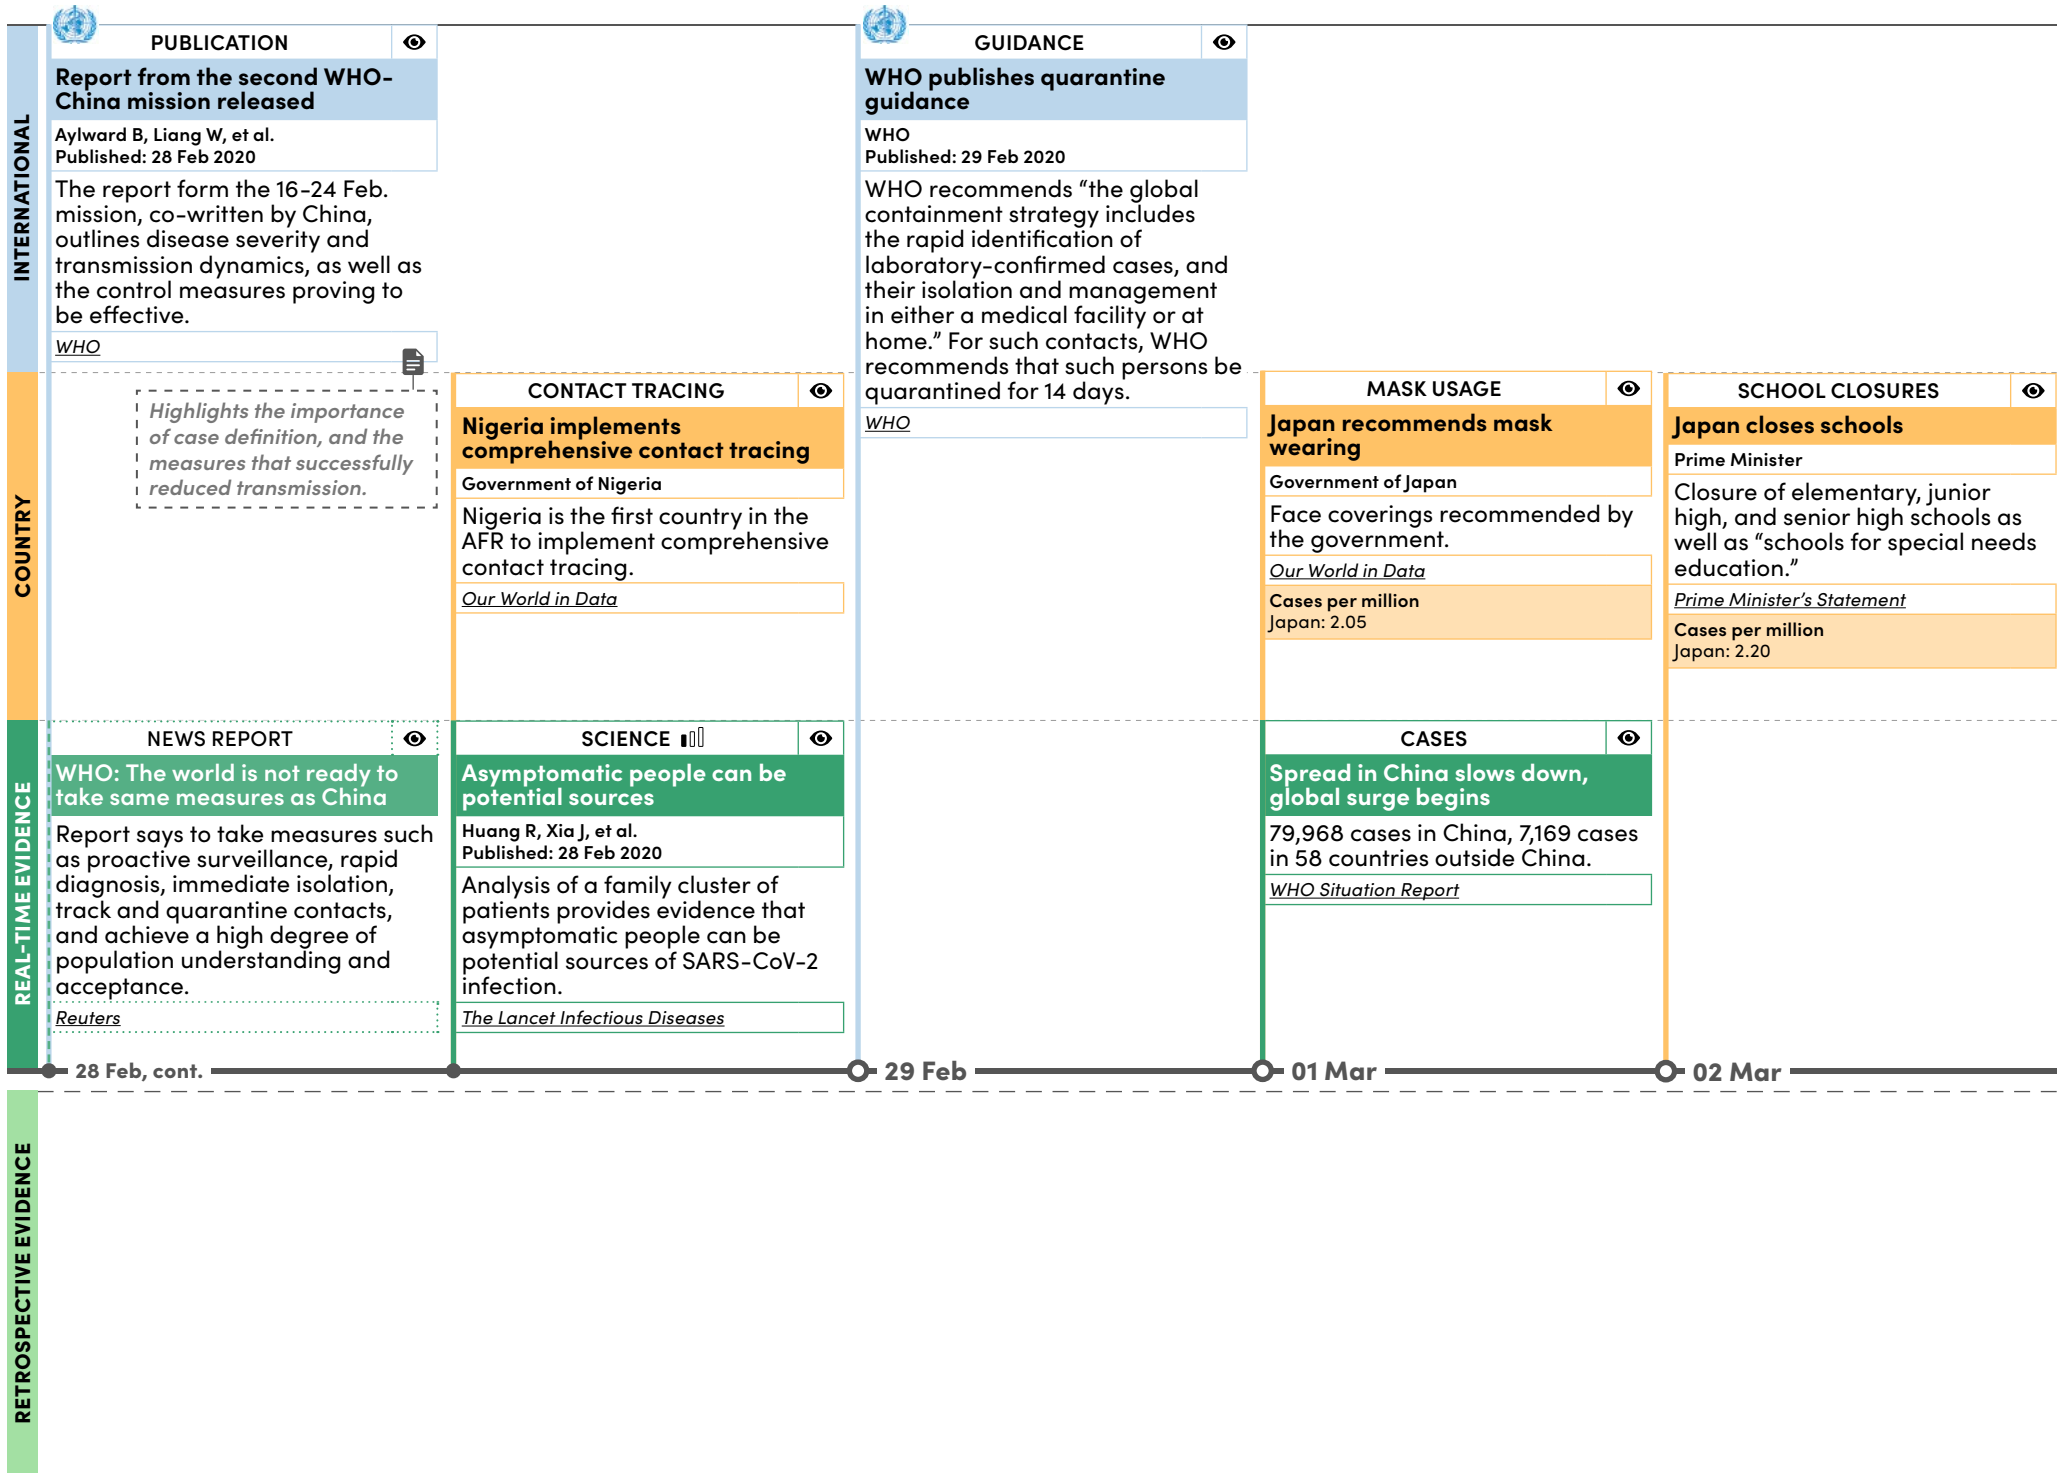 INTERNATIONAL
PUBLICATION
Report from the second WHO-
China mission released
Aylward B, Liang W, et al.
Published: 28 Feb 2020
The report form the 16-24 Feb.
mission, co-written by China,
outlines disease severity and
transmission dynamics, as well as
the control measures proving to
be effective.
WHO
GUIDANCE
WHO publishes quarantine
guidance
WHO
Published: 29 Feb 2020
WHO recommends “the global
containment strategy includes
the rapid identification of
laboratory-confirmed cases, and
their isolation and management
in either a medical facility or at
home.” For such contacts, WHO
recommends that such persons be
quarantined for 14 days.
WHO
COUNTRY
Highlights the importance
of case definition, and the
measures that successfully
reduced transmission.
CONTACT TRACING
Nigeria implements
comprehensive contact tracing
Government of Nigeria
Nigeria is the first country in the
AFR to implement comprehensive
contact tracing.
Our World in Data
MASK USAGE
Japan recommends mask
wearing
Government of Japan
Face coverings recommended by
the government.
Our World in Data
Cases per million
Japan: 2.05
SCHOOL CLOSURES
Japan closes schools
Prime Minister
Closure of elementary, junior
high, and senior high schools as
well as “schools for special needs
education.”
Prime Minister’s Statement
Cases per million
Japan: 2.20
REAL-TIME EVIDENCE
NEWS REPORT
WHO: The world is not ready to
take same measures as China
Report says to take measures such
as proactive surveillance, rapid
diagnosis, immediate isolation,
track and quarantine contacts,
and achieve a high degree of
population understanding and
acceptance.
Reuters
SCIENCE
Asymptomatic people can be
potential sources
Huang R, Xia J, et al.
Published: 28 Feb 2020
Analysis of a family cluster of
patients provides evidence that
asymptomatic people can be
potential sources of SARS-CoV-2
infection.
The Lancet Infectious Diseases
CASES
Spread in China slows down,
global surge begins
79,968 cases in China, 7,169 cases
in 58 countries outside China.
WHO Situation Report
28 Feb, cont.
29 Feb
01 Mar
02 Mar
RETROSPECTIVE EVIDENCE